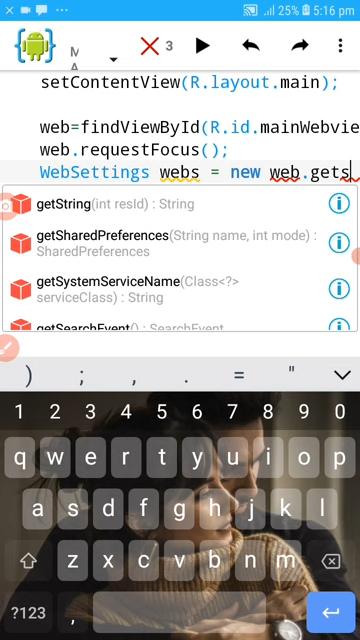 25% 5:16 pm
3
setContentView(R.layout.main);
web=findViewById(R.id.mainWebvie
web.requestFocus();
WebSettings webs = new web.gets
getString(int resId) : String
getSharedPreferences(String name, int mode) :
SharedPreferences
getSystemServiceName(Class<?>
serviceClass) : String
getSearchEvent() : SearchEvent
) ; , . = "
1 2 3 4 5 6 7 8 9 0
q w e r t y u i o p
a s d f g h j k l
z x c v b n m
?123 , .